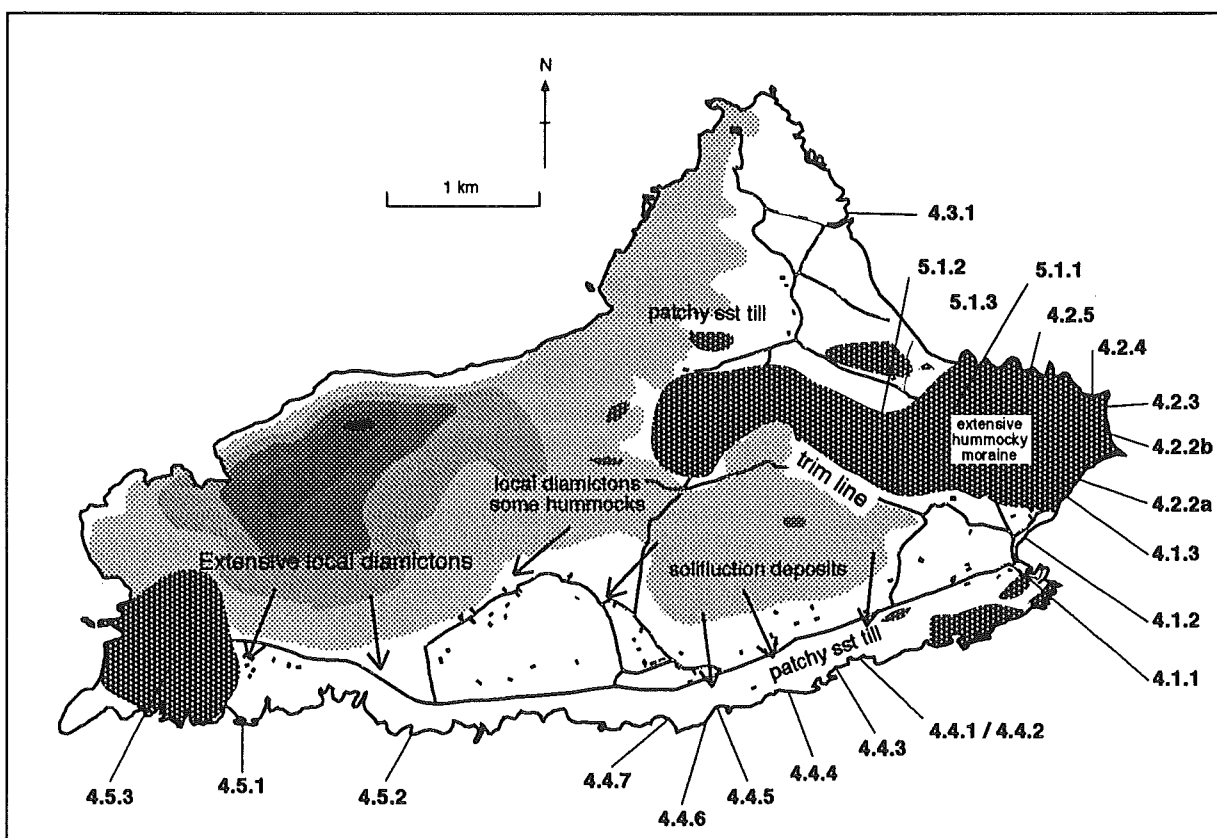 N
1 km
4.3.1
5.1.2
5.1.1
5.1.3
4.2.5
4.2.4
4.2.3
4.2.2b
4.2.2a
4.1.3
4.1.2
4.1.1
patchy sst till
extensive
hummocky
moraine
trim line
local diamictons
some hummocks
Extensive local diamictons
solifluction deposits
patchy sst till
4.4.1 / 4.4.2
4.4.3
4.4.4
4.4.5
4.4.6
4.4.7
4.5.2
4.5.1
4.5.3